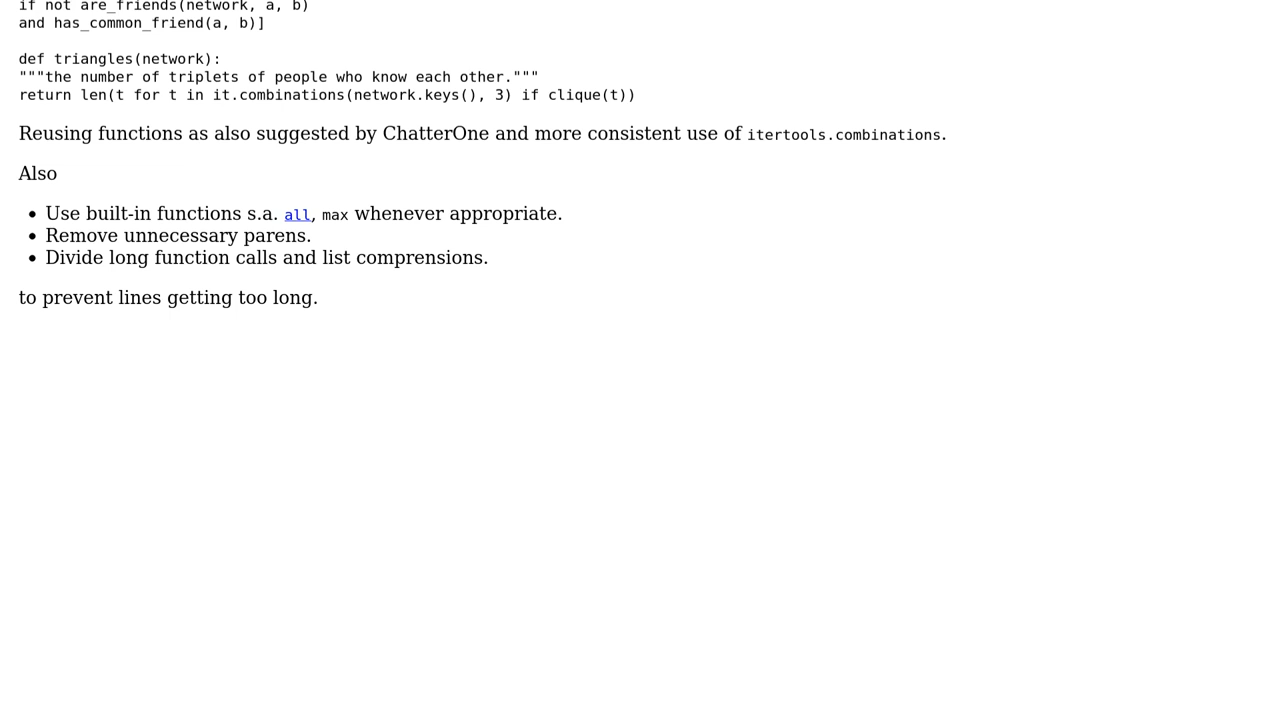 if not are_friends(network, a, b)
and has_common_friend(a, b)]
def triangles(network):
"""the number of triplets of people who know each other."""
return len(t for t in it.combinations(network.keys(), 3) if clique(t))
Reusing functions as also suggested by ChatterOne and more consistent use of itertools.combinations.
Also
• Use built-in functions s.a. all, max whenever appropriate.
• Remove unnecessary parens.
• Divide long function calls and list comprensions.
to prevent lines getting too long.